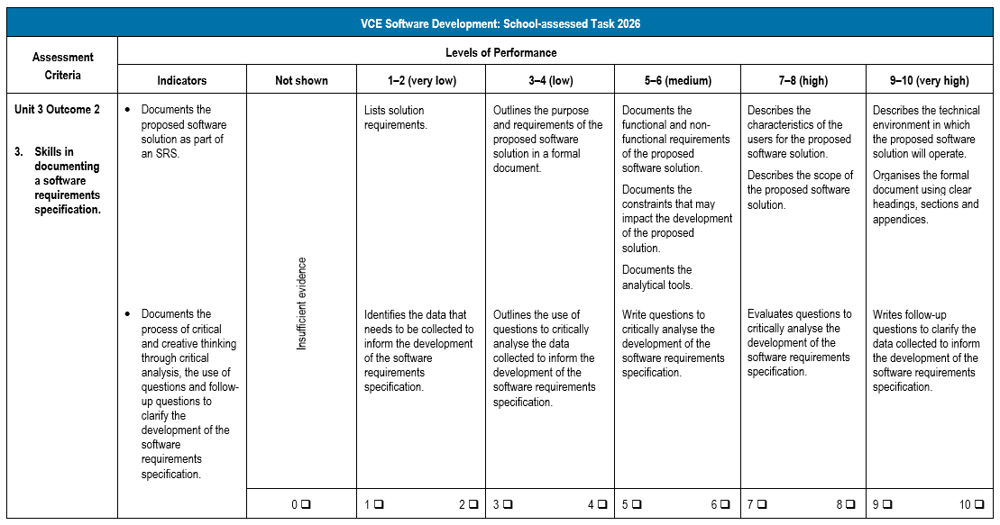 VCE Software Development: School-assessed Task 2026
Assessment
Criteria
Levels of Performance
Indicators
Not shown
1–2 (very low)
3–4 (low)
5–6 (medium)
7–8 (high)
9–10 (very high)
Unit 3 Outcome 2
3. Skills in
documenting
a software
requirements
specification.
• Documents the
proposed software
solution as part of
an SRS.
Insufficient evidence
Lists solution
requirements.
Outlines the purpose
and requirements of the
proposed software
solution in a formal
document.
Documents the
functional and non-
functional requirements
of the proposed
software solution.
Documents the
constraints that may
impact the development
of the proposed
solution.
Documents the
analytical tools.
Describes the
characteristics of the
users for the proposed
software solution.
Describes the scope of
the proposed software
solution.
Describes the technical
environment in which
the proposed software
solution will operate.
Organises the formal
document using clear
headings, sections and
appendices.
• Documents the
process of critical
and creative thinking
through critical
analysis, the use of
questions and follow-
up questions to
clarify the
development of the
software
requirements
specification.
Identifies the data that
needs to be collected to
inform the development
of the software
requirements
specification.
Outlines the use of
questions to critically
analyse the data
collected to inform the
development of the
software requirements
specification.
Write questions to
critically analyse the
development of the
software requirements
specification.
Evaluates questions to
critically analyse the
development of the
software requirements
specification.
Writes follow-up
questions to clarify the
data collected to inform
the development of the
software requirements
specification.
0 ❏
1 ❏ 2 ❏
3 ❏ 4 ❏
5 ❏ 6 ❏
7 ❏ 8 ❏
9 ❏ 10 ❏